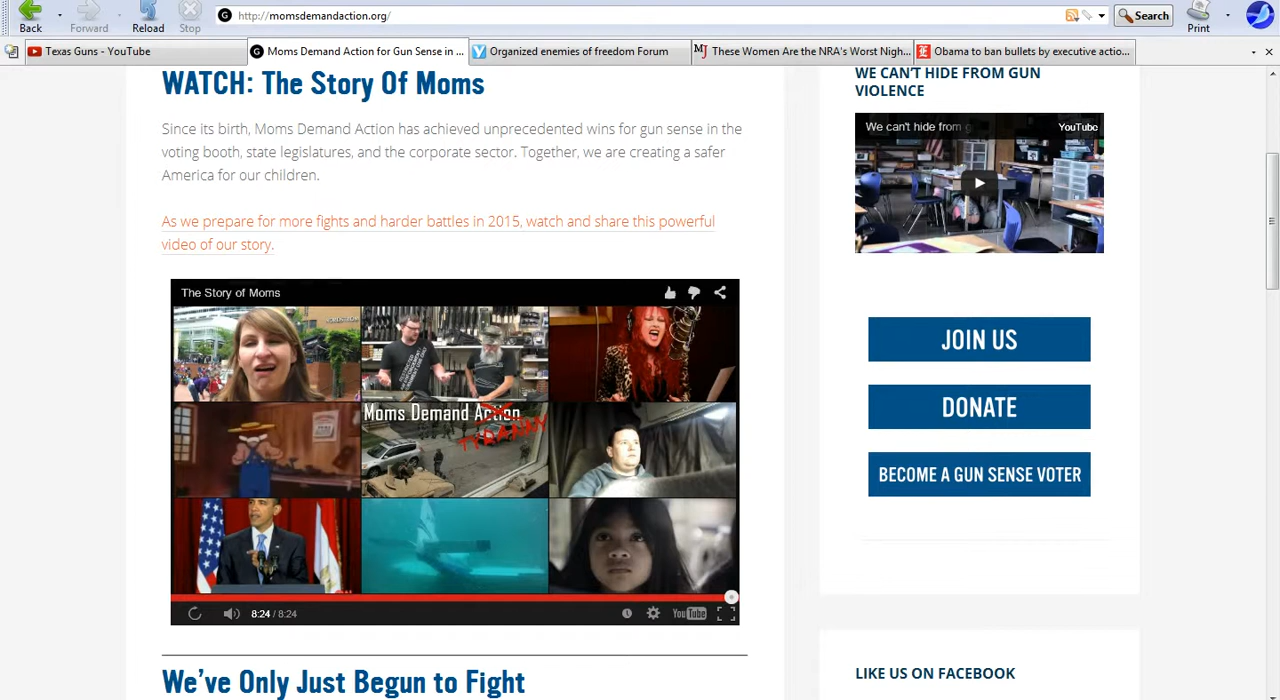 Back
Forward
Reload
Stop
http://momsdemandaction.org/
Search
Print
Texas Guns - YouTube
Moms Demand Action for Gun Sense in ...
Organized enemies of freedom Forum
These Women Are the NRA's Worst Nigh...
Obama to ban bullets by executive actio...
WATCH: The Story Of Moms
Since its birth, Moms Demand Action has achieved unprecedented wins for gun sense in the
voting booth, state legislatures, and the corporate sector. Together, we are creating a safer
America for our children.
As we prepare for more fights and harder battles in 2015, watch and share this powerful
video of our story.
The Story of Moms
Moms Demand Action
TYRANNY
8:24 / 8:24
YouTube
We've Only Just Begun to Fight
WE CAN'T HIDE FROM GUN
VIOLENCE
We can't hide from g
YouTube
JOIN US
DONATE
BECOME A GUN SENSE VOTER
LIKE US ON FACEBOOK